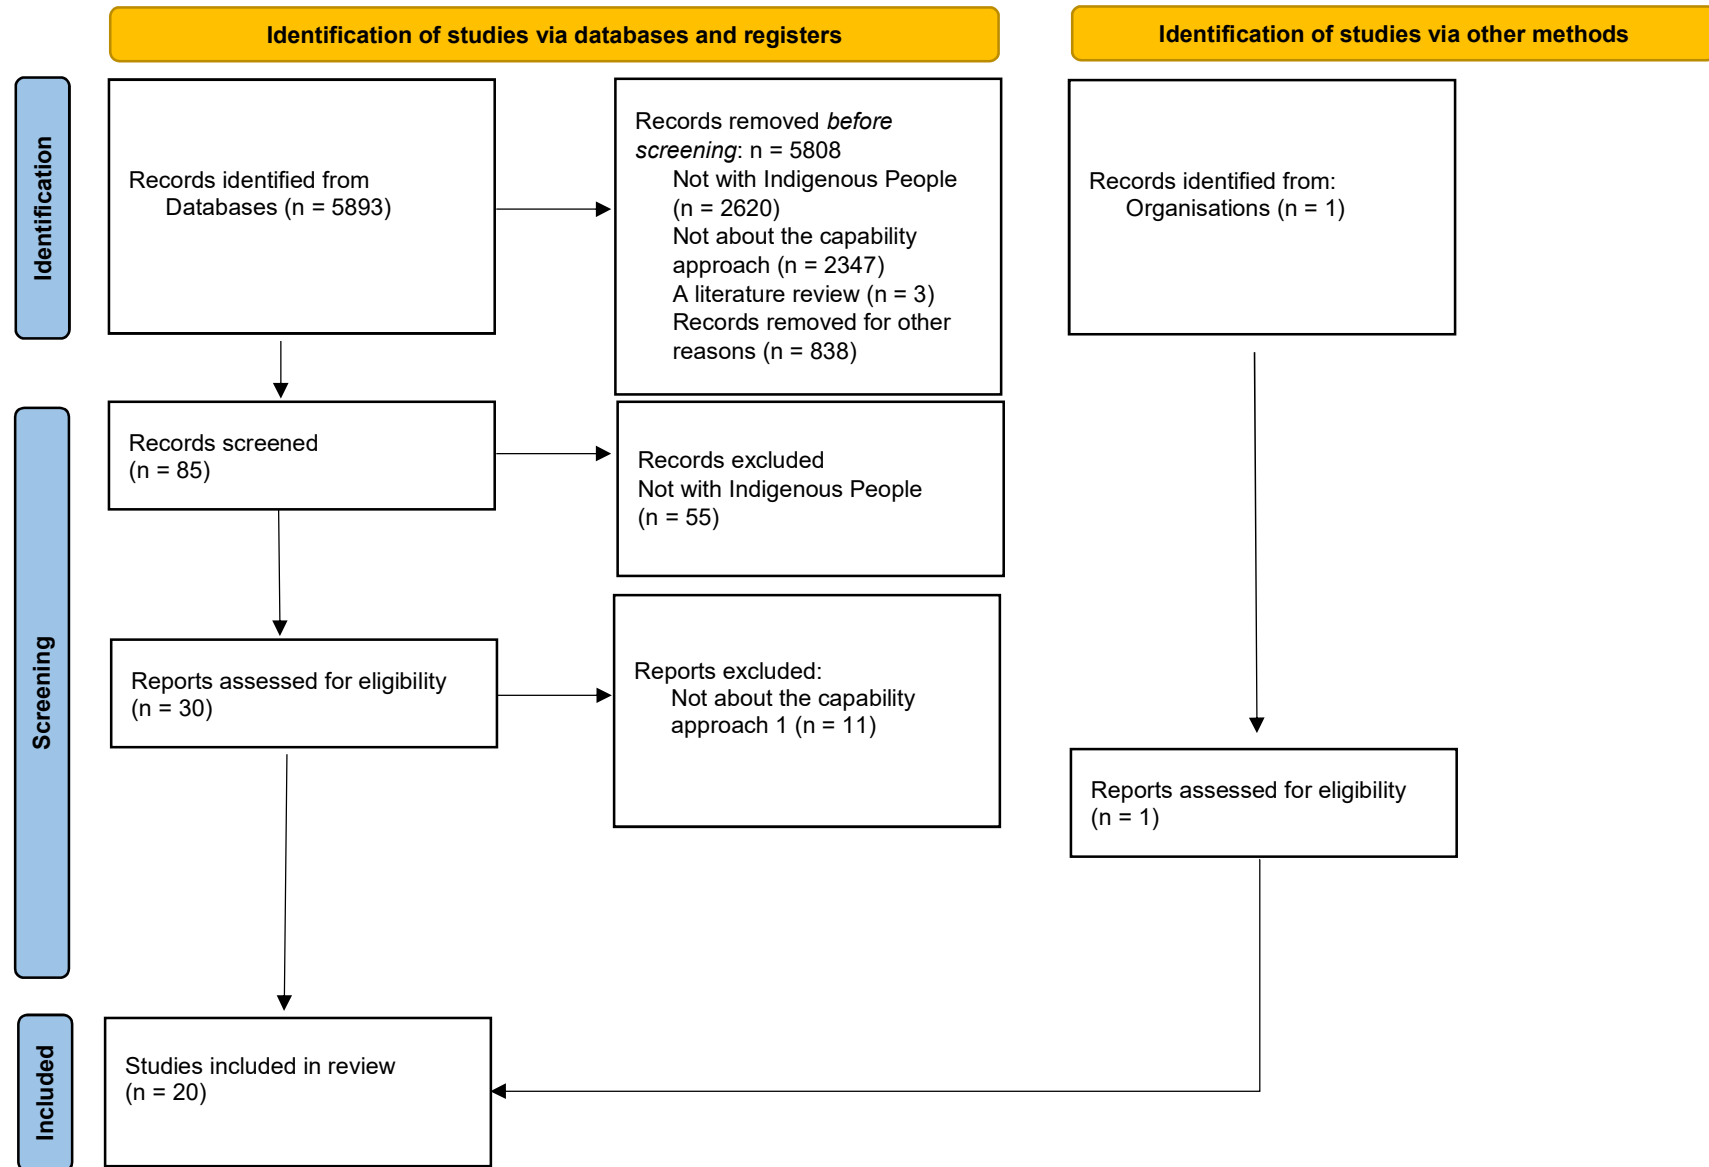 Identification of studies via databases and registers
Identification of studies via other methods
Identification
Records identified from
Databases (n = 5893)
Records removed before
screening: n = 5808
Not with Indigenous People
(n = 2620)
Not about the capability
approach (n = 2347)
A literature review (n = 3)
Records removed for other
reasons (n = 838)
Records identified from:
Organisations (n = 1)
Screening
Records screened
(n = 85)
Records excluded
Not with Indigenous People
(n = 55)
Reports assessed for eligibility
(n = 30)
Reports excluded:
Not about the capability
approach 1 (n = 11)
Reports assessed for eligibility
(n = 1)
Included
Studies included in review
(n = 20)